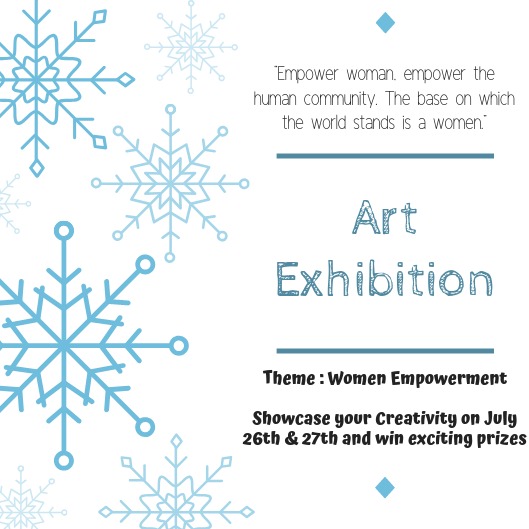 "Empower woman, empower the
human community. The base on which
the world stands is a women."
Art
Exhibition
Theme : Women Empowerment
Showcase your Creativity on July
26th & 27th and win exciting prizes